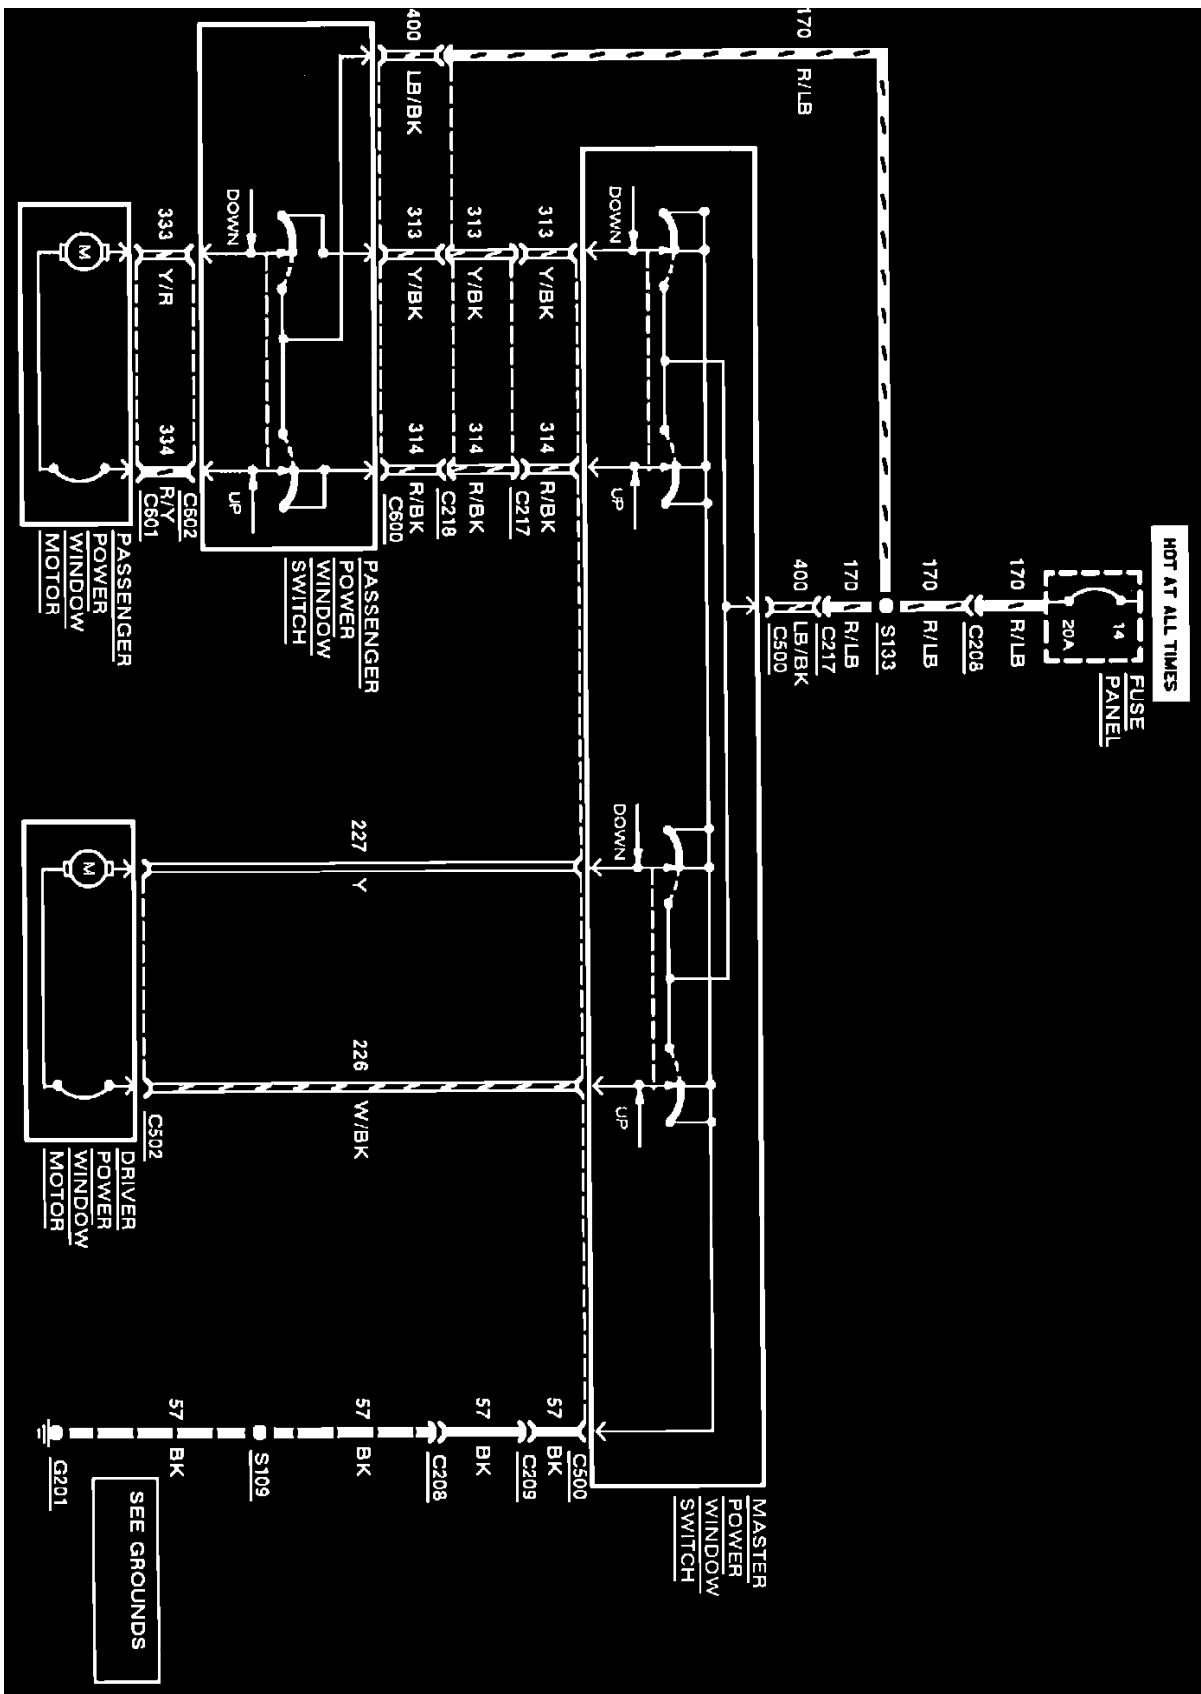 HOT AT ALL TIMES
FUSE
PANEL
14
20A
170 R/LB
C208
170 R/LB
S133
170 R/LB
C217
400 LB/BK
C500
170 R/LB
MASTER
POWER
WINDOW
SWITCH
DOWN
UP
DOWN
UP
313 Y/BK
314 R/BK
C217
313 Y/BK
314 R/BK
C218
400 LB/BK
313 Y/BK
314 R/BK
C600
C500
57 BK
C209
57 BK
C208
57 BK
S109
57 BK
G201
SEE GROUNDS
PASSENGER
POWER
WINDOW
SWITCH
DOWN
UP
227 Y
226 W/BK
C602
333 Y/R
334 R/Y
C601
C502
PASSENGER
POWER
WINDOW
MOTOR
M
DRIVER
POWER
WINDOW
MOTOR
M